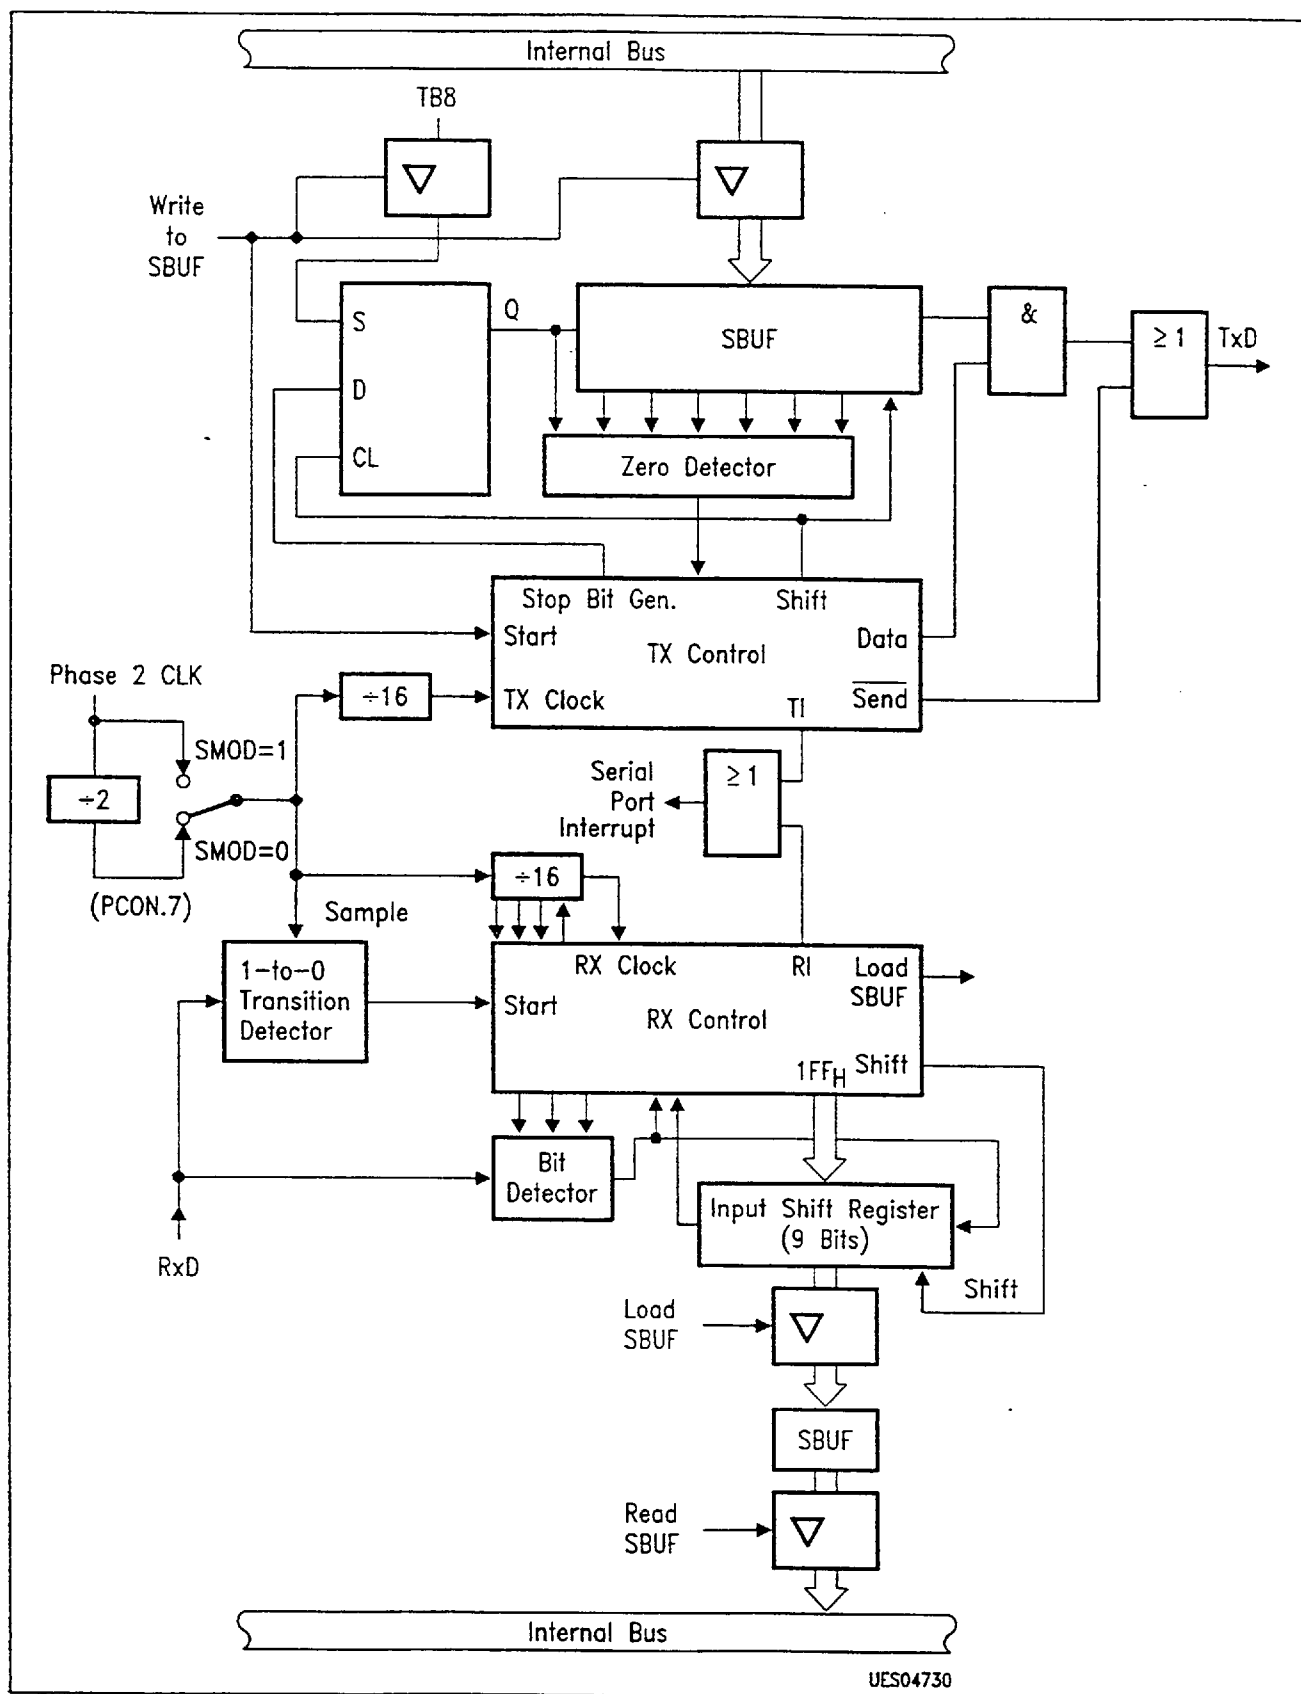 Internal Bus
TB8
Write
to
SBUF
S
Q
D
CL
SBUF
&
≥1
TxD
Zero Detector
Stop Bit Gen.
Shift
Start
TX Control
Data
TX Clock
TI
Send
Phase 2 CLK
÷16
SMOD=1
÷2
SMOD=0
(PCON.7)
≥1
Serial
Port
Interrupt
÷16
Sample
1-to-0
Transition
Detector
RX Clock
RI
Load
SBUF
Start
RX Control
1FFH
Shift
Bit
Detector
Input Shift Register
(9 Bits)
RxD
Shift
Load
SBUF
SBUF
Read
SBUF
Internal Bus
UES04730